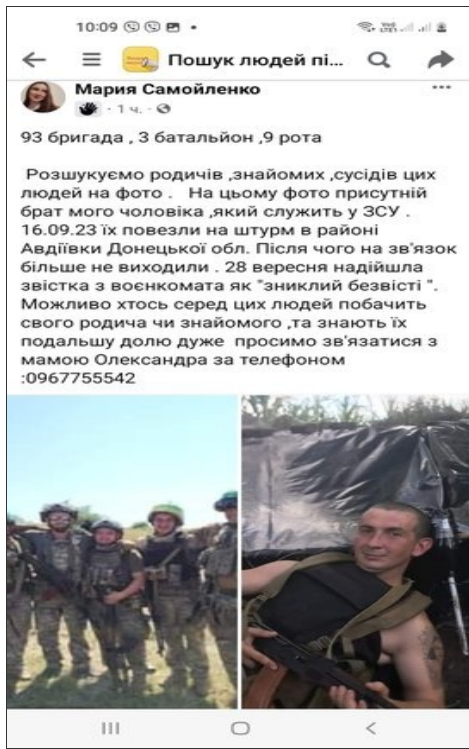 10:09
Пошук людей пі...
Мария Самойленко
· 1 ч. ·
93 бригада , 3 батальйон ,9 рота
Розшукуємо родичів ,знайомих ,сусідів цих
людей на фото . На цьому фото присутній
брат мого чоловіка ,який служить у ЗСУ .
16.09.23 їх повезли на штурм в районі
Авдіївки Донецької обл. Після чого на зв'язок
більше не виходили . 28 вересня надійшла
звістка з воєнкомата як "зниклий безвісті ".
Можливо хтось серед цих людей побачить
свого родича чи знайомого ,та знають їх
подальшу долю дуже просимо зв'язатися з
мамою Олександра за телефоном
:0967755542